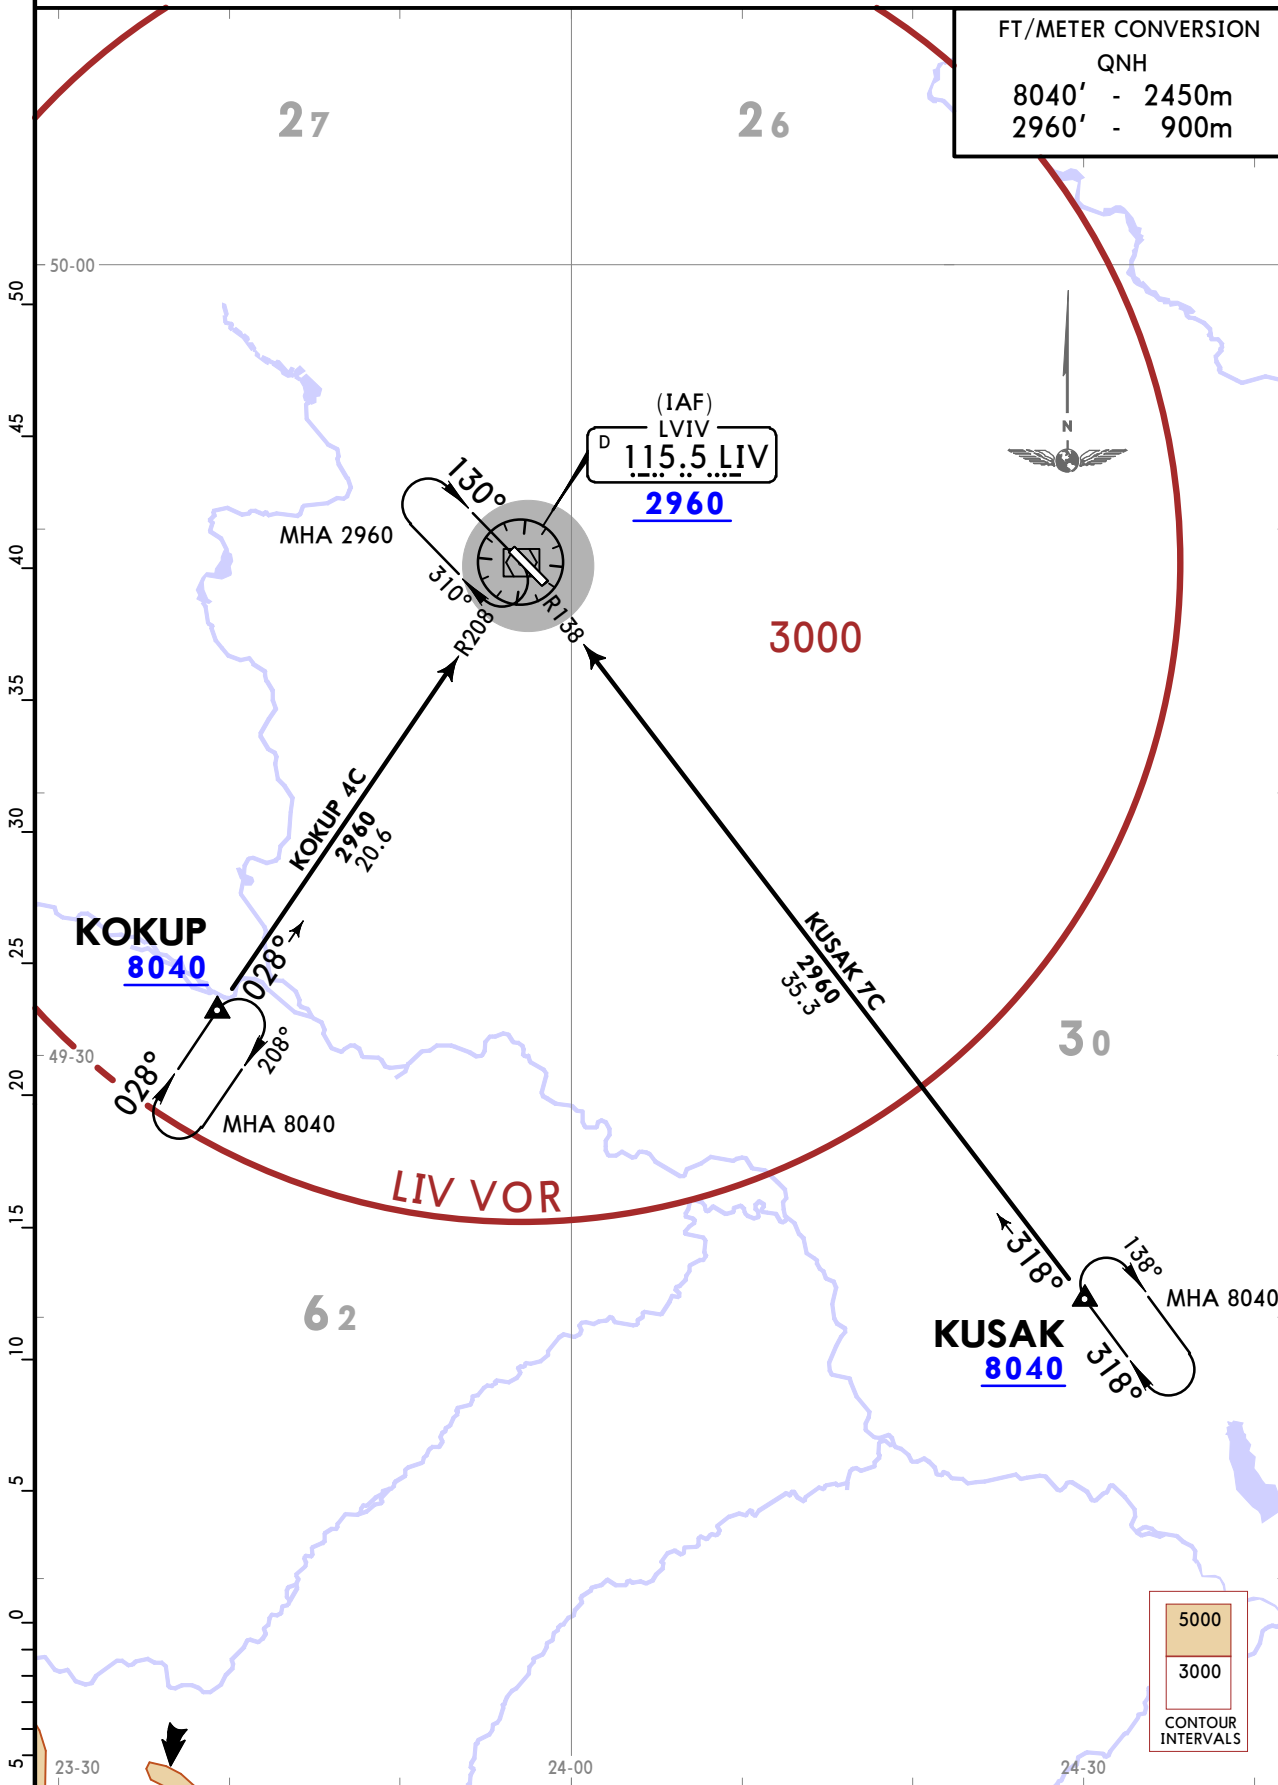 FT/METER CONVERSION
QNH
8040' - 2450m
2960' - 900m
27
26
50-00
50
45
40
35
30
25
20
15
10
5
0
5
(IAF)
LVIV
D 115.5 LIV
2960
N
130°
MHA 2960
310°
R208
R138
3000
KOKUP 4C
2960
20.6
KOKUP
8040
028°
208°
028°
MHA 8040
49-30
KUSAK 7C
2960
35.3
30
LIV VOR
318°
138°
MHA 8040
KUSAK
8040
318°
62
5000
3000
CONTOUR
INTERVALS
23-30
24-00
24-30